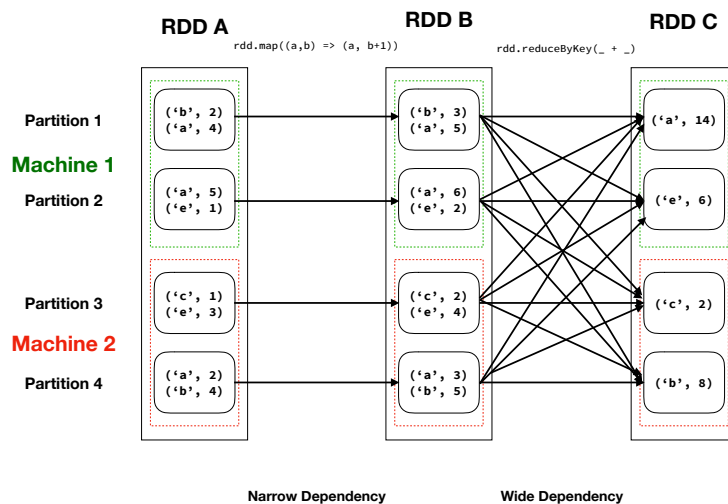 RDD A
RDD B
RDD C
rdd.map((a,b) => (a, b+1))
rdd.reduceByKey(_ + _)
Partition 1
(‘b’, 2)
(‘a’, 4)
(‘b’, 3)
(‘a’, 5)
(‘a’, 14)
Machine 1
Partition 2
(‘a’, 5)
(‘e’, 1)
(‘a’, 6)
(‘e’, 2)
(‘e’, 6)
Partition 3
(‘c’, 1)
(‘e’, 3)
(‘c’, 2)
(‘e’, 4)
(‘c’, 2)
Machine 2
Partition 4
(‘a’, 2)
(‘b’, 4)
(‘a’, 3)
(‘b’, 5)
(‘b’, 8)
Narrow Dependency
Wide Dependency